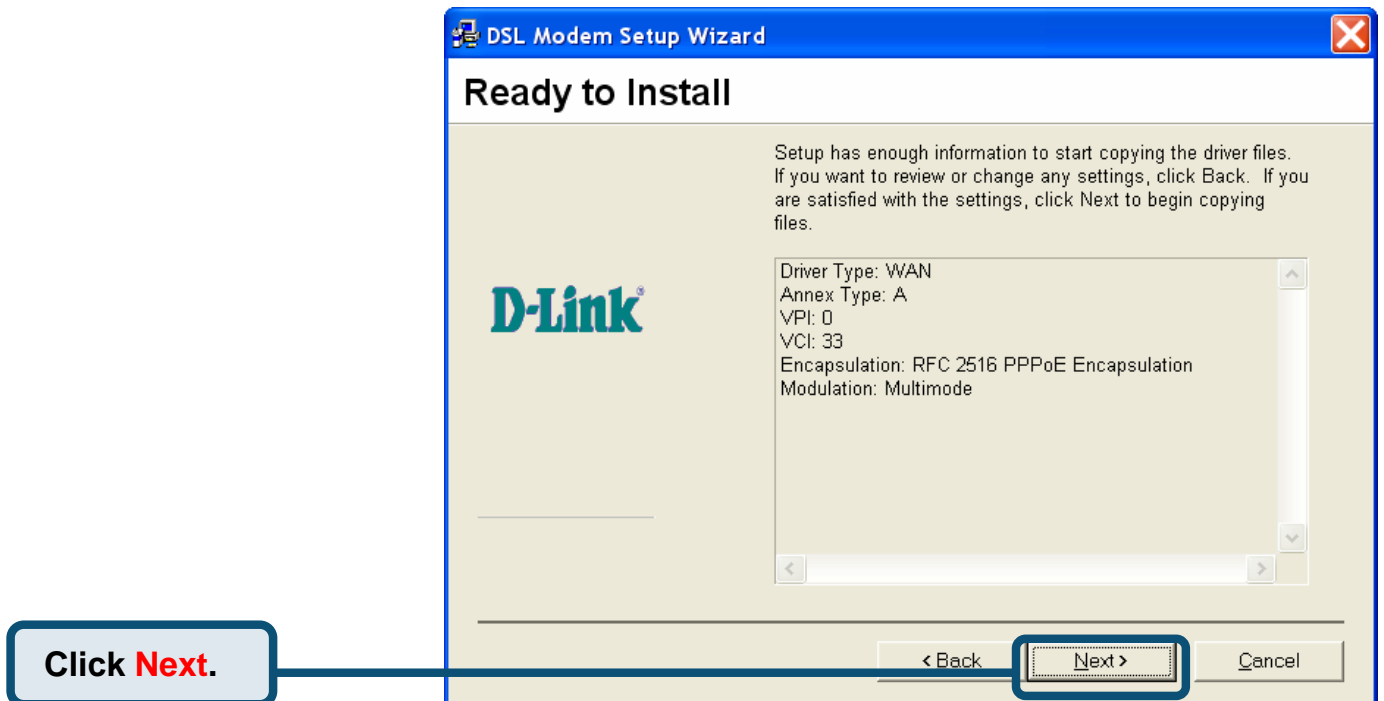 DSL Modem Setup Wizard
Ready to Install
Setup has enough information to start copying the driver files.
If you want to review or change any settings, click Back. If you
are satisfied with the settings, click Next to begin copying
files.
D-Link®
Driver Type: WAN
Annex Type: A
VPI: 0
VCI: 33
Encapsulation: RFC 2516 PPPoE Encapsulation
Modulation: Multimode
< Back
Next >
Cancel
Click Next.